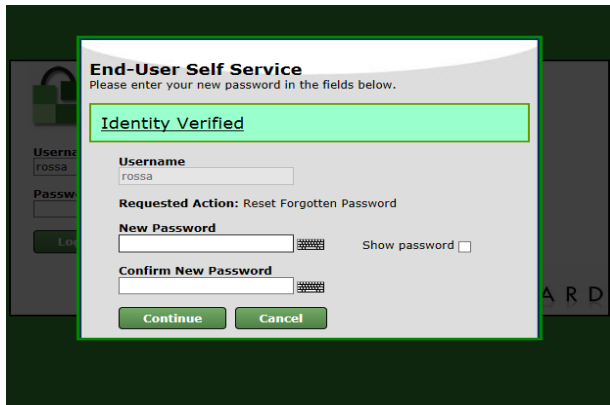 End-User Self Service
Please enter your new password in the fields below.
Identity Verified
Username
rossa
Requested Action: Reset Forgotten Password
New Password
Show password
Confirm New Password
Continue Cancel
rossa
A R D